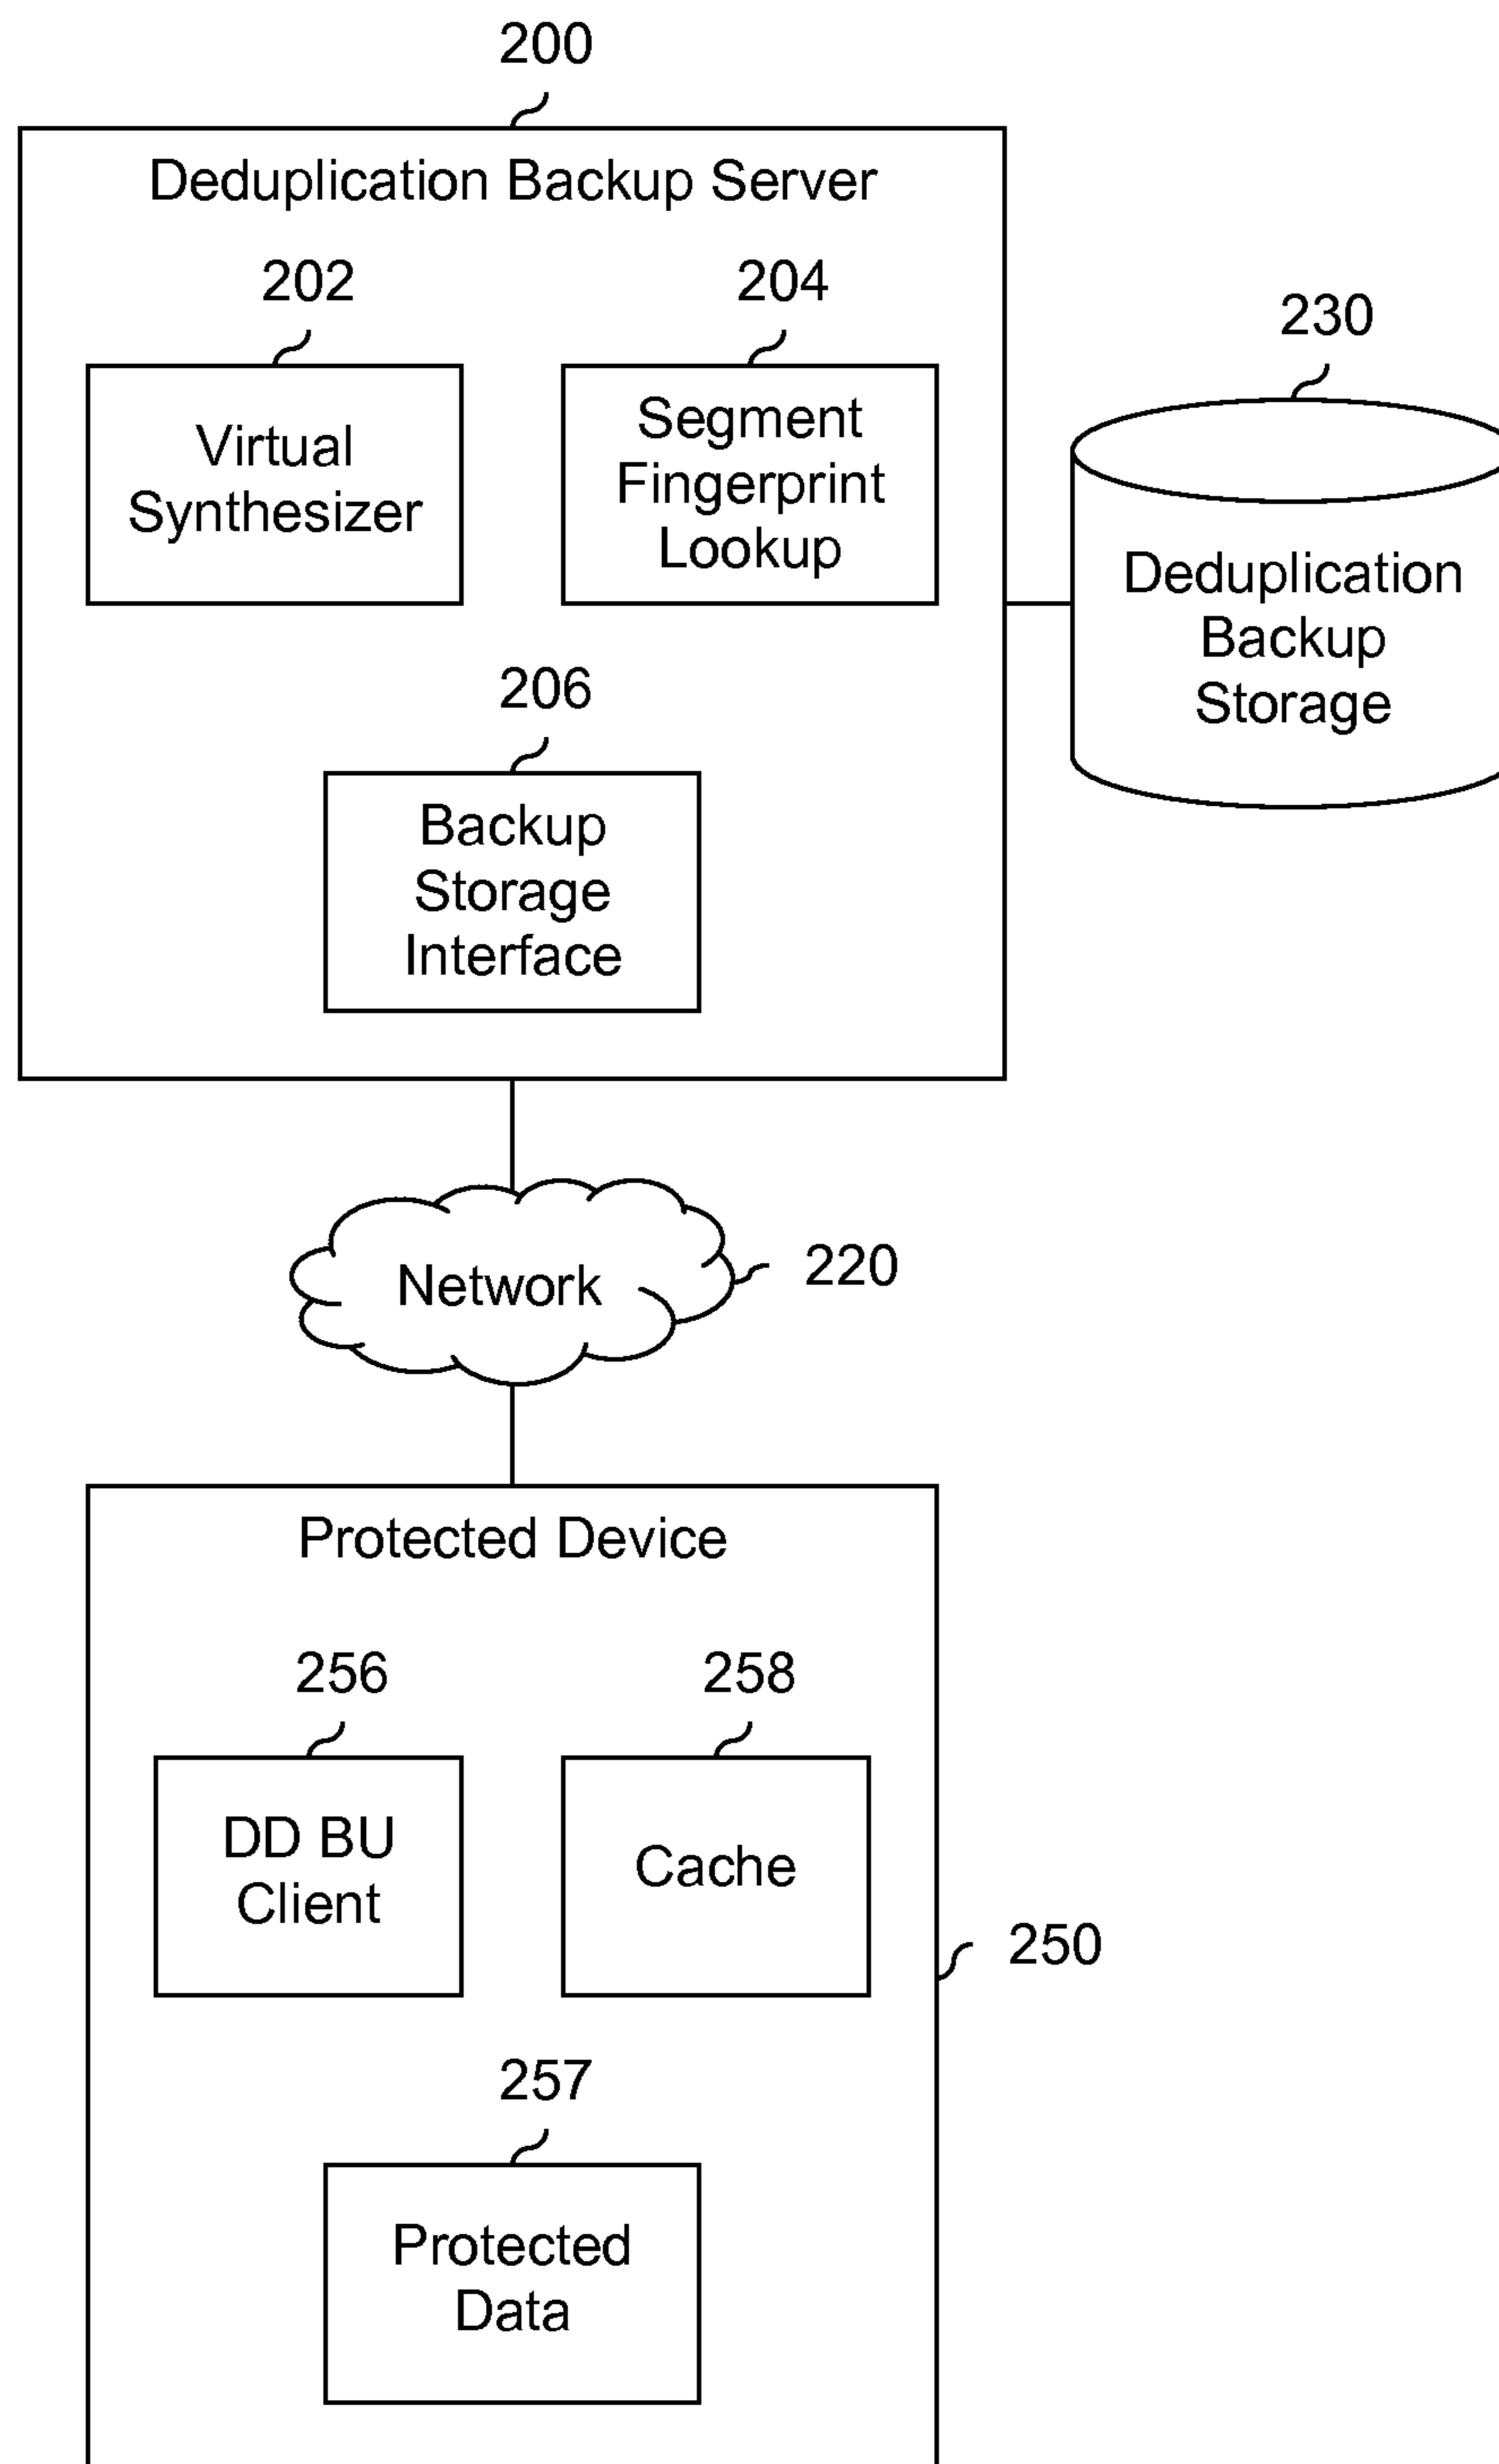 200
Deduplication Backup Server
202
204
Virtual
Synthesizer
Segment
Fingerprint
Lookup
230
Deduplication
Backup
Storage
206
Backup
Storage
Interface
Network
220
Protected Device
256
258
DD BU
Client
Cache
250
257
Protected
Data